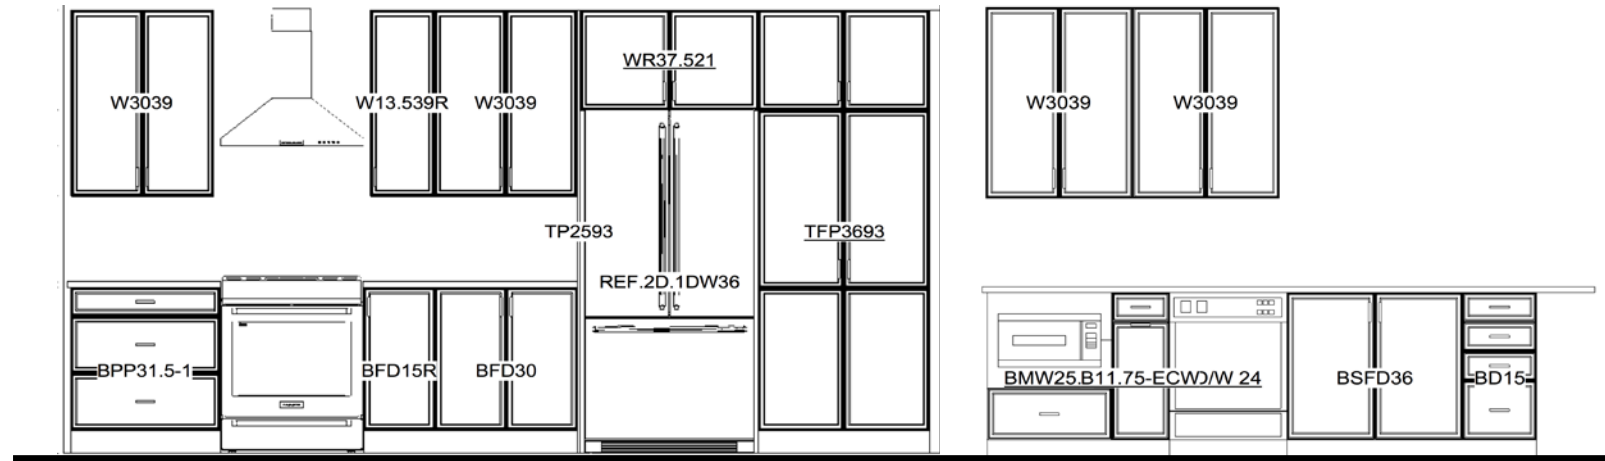 WR37.521
W3039
W13.539R
W3039
W3039
W3039
TP2593
TFP3693
REF.2D.1DW36
BPP31.5-1
BFD15R
BFD30
BMW25.B11.75-ECWD/W 24
BSFD36
BD15